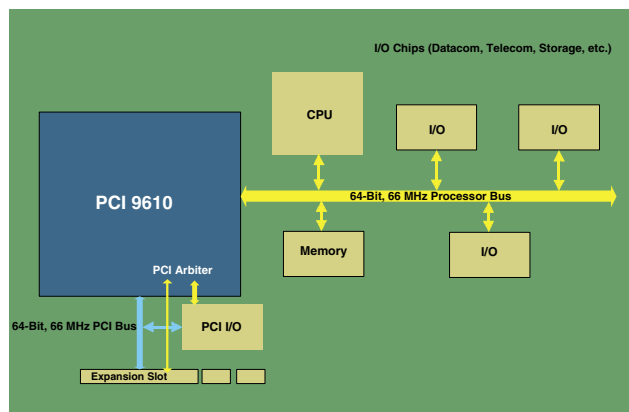 I/O Chips (Datacom, Telecom, Storage, etc.)
CPU
I/O
I/O
PCI 9610
64-Bit, 66 MHz Processor Bus
Memory
I/O
PCI Arbiter
64-Bit, 66 MHz PCI Bus
PCI I/O
Expansion Slot